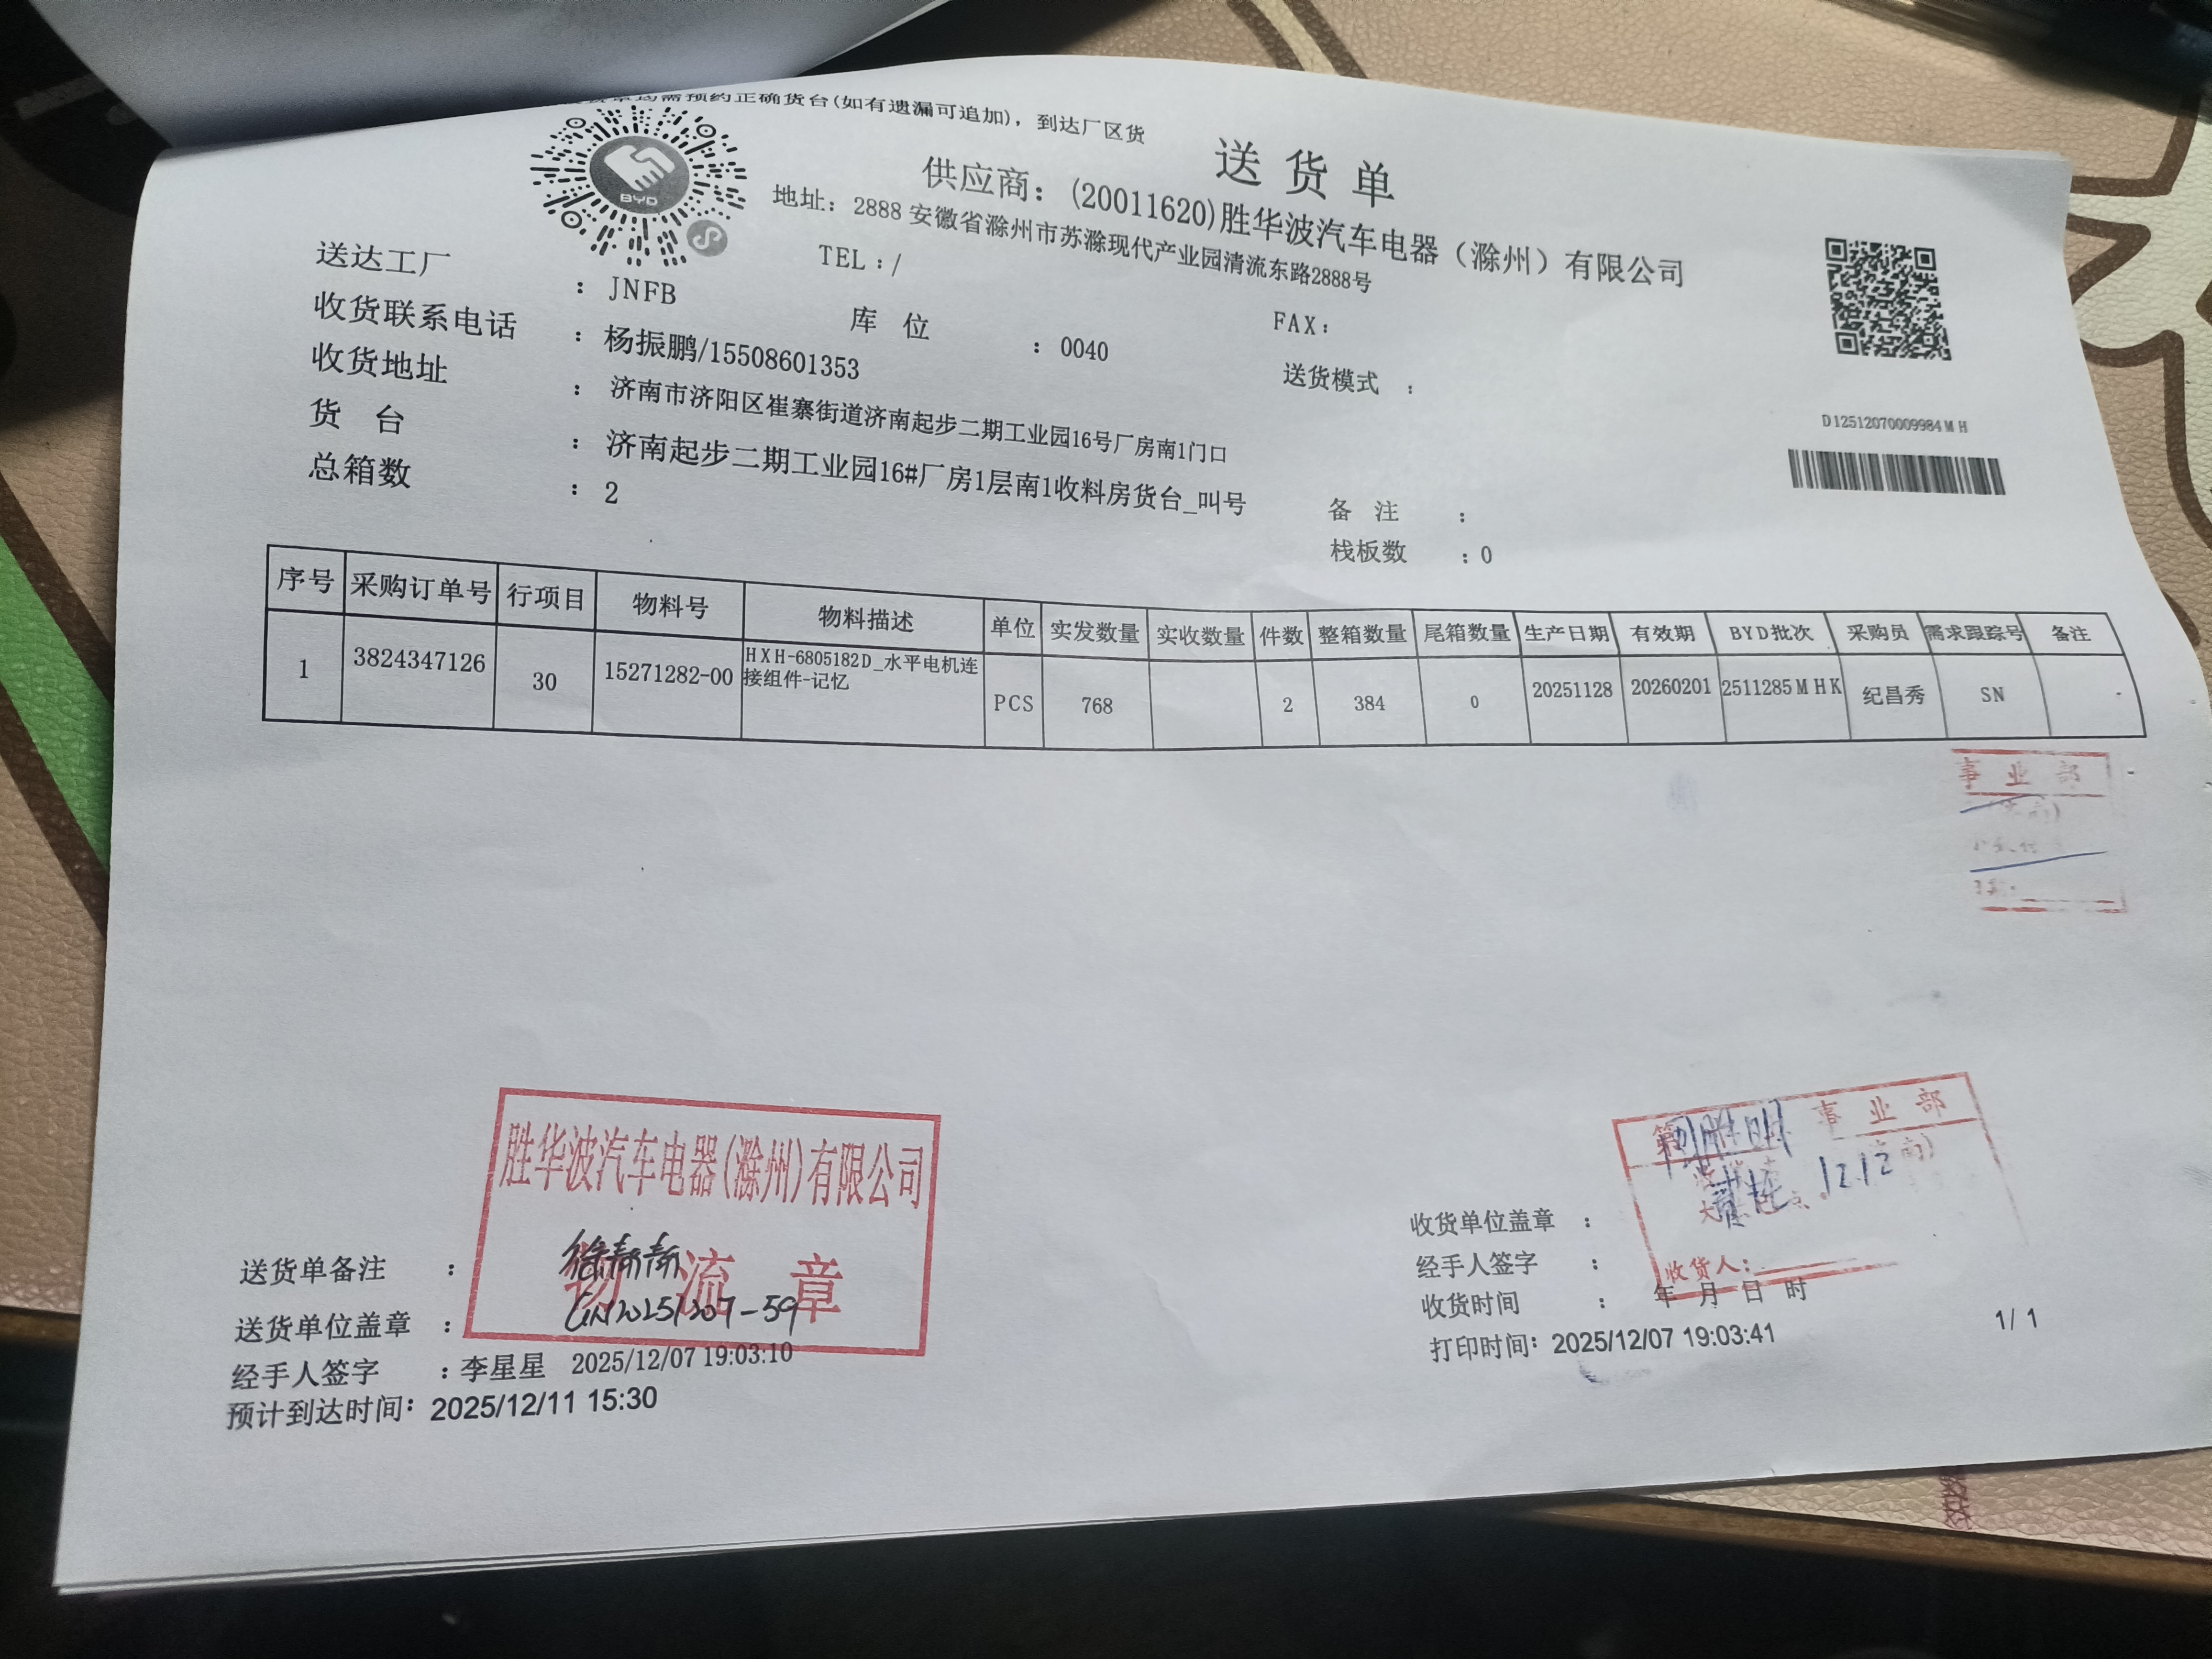 需预约正确货台(如有遗漏可追加)，到达厂区货
送货单
供应商：(20011620)胜华波汽车电器（滁州）有限公司
地址：2888 安徽省滁州市苏滁现代产业园清流东路2888号
BYD
TEL：/
FAX：
送达工厂：JNFB
库位：0040
送货模式：
收货联系电话：杨振鹏/15508601353
收货地址：济南市济阳区崔寨街道济南起步二期工业园16号厂房南1门口
D12512070009984MH
货台：济南起步二期工业园16#厂房1层南1收料房货台_叫号
备注：
总箱数：2
栈板数：0
序号 采购订单号 行项目 物料号 物料描述 单位 实发数量 实收数量 件数 整箱数量 尾箱数量 生产日期 有效期 BYD批次 采购员 需求跟踪号 备注
1 3824347126 30 15271282-00 HXH-6805182D_水平电机连接组件-记忆 PCS 768 2 384 0 20251128 20260201 2511285MHK 纪昌秀 SN
事业部
胜华波汽车电器(滁州)有限公司
物流章
事业部
12.12
收货人：
送货单备注：
送货单位盖章：
经手人签字：李星星 2025/12/07 19:03:10
预计到达时间：2025/12/11 15:30
收货单位盖章：
经手人签字：
收货时间：年 月 日 时
打印时间：2025/12/07 19:03:41
1/ 1